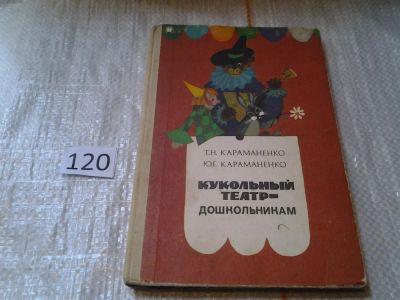 120
Т.Н. КАРАМАНЕНКО
Ю.Г. КАРАМАНЕНКО
КУКОЛЬНЫЙ
ТЕАТР-
ДОШКОЛЬНИКАМ